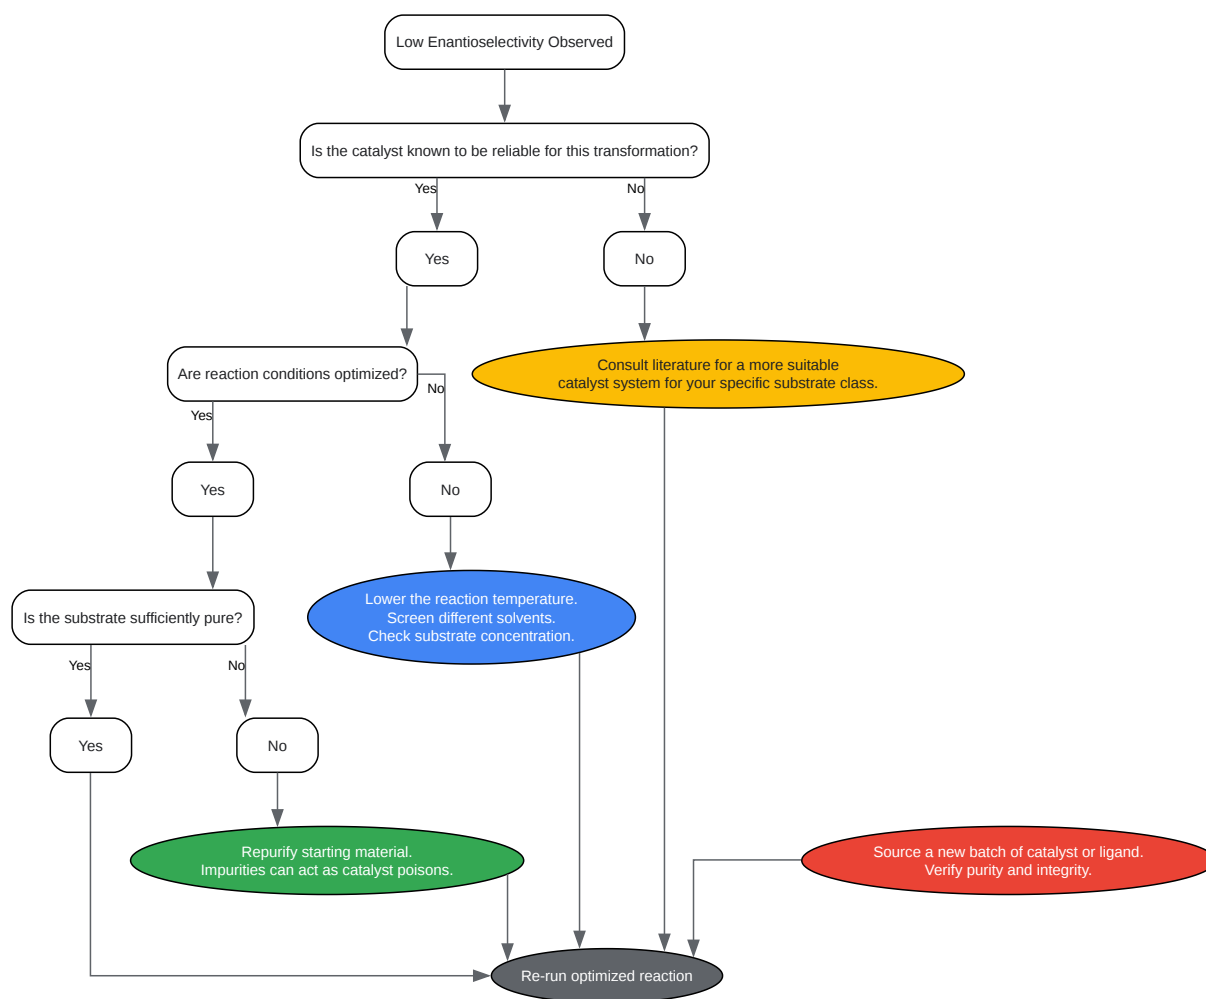 Low Enantioselectivity Observed
Is the catalyst known to be reliable for this transformation?
Yes
No
Yes
No
Consult literature for a more suitable
catalyst system for your specific substrate class.
Are reaction conditions optimized?
No
Yes
Yes
No
Lower the reaction temperature.
Screen different solvents.
Check substrate concentration.
Is the substrate sufficiently pure?
Yes
No
Yes
No
Repurify starting material.
Impurities can act as catalyst poisons.
Source a new batch of catalyst or ligand.
Verify purity and integrity.
Re-run optimized reaction